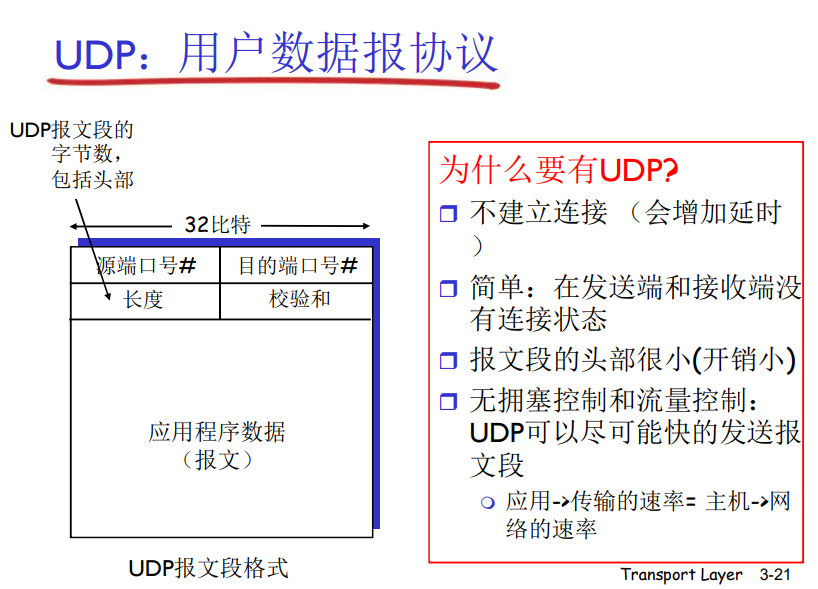 UDP：用户数据报协议
UDP报文段的
字节数，
包括头部
32比特
源端口号# 目的端口号#
长度 校验和
应用程序数据
（报文）
UDP报文段格式
为什么要有UDP?
不建立连接 （会增加延时
）
简单：在发送端和接收端没
有连接状态
报文段的头部很小(开销小)
无拥塞控制和流量控制：
UDP可以尽可能快的发送报
文段
应用->传输的速率= 主机->网
络的速率
Transport Layer 3-21